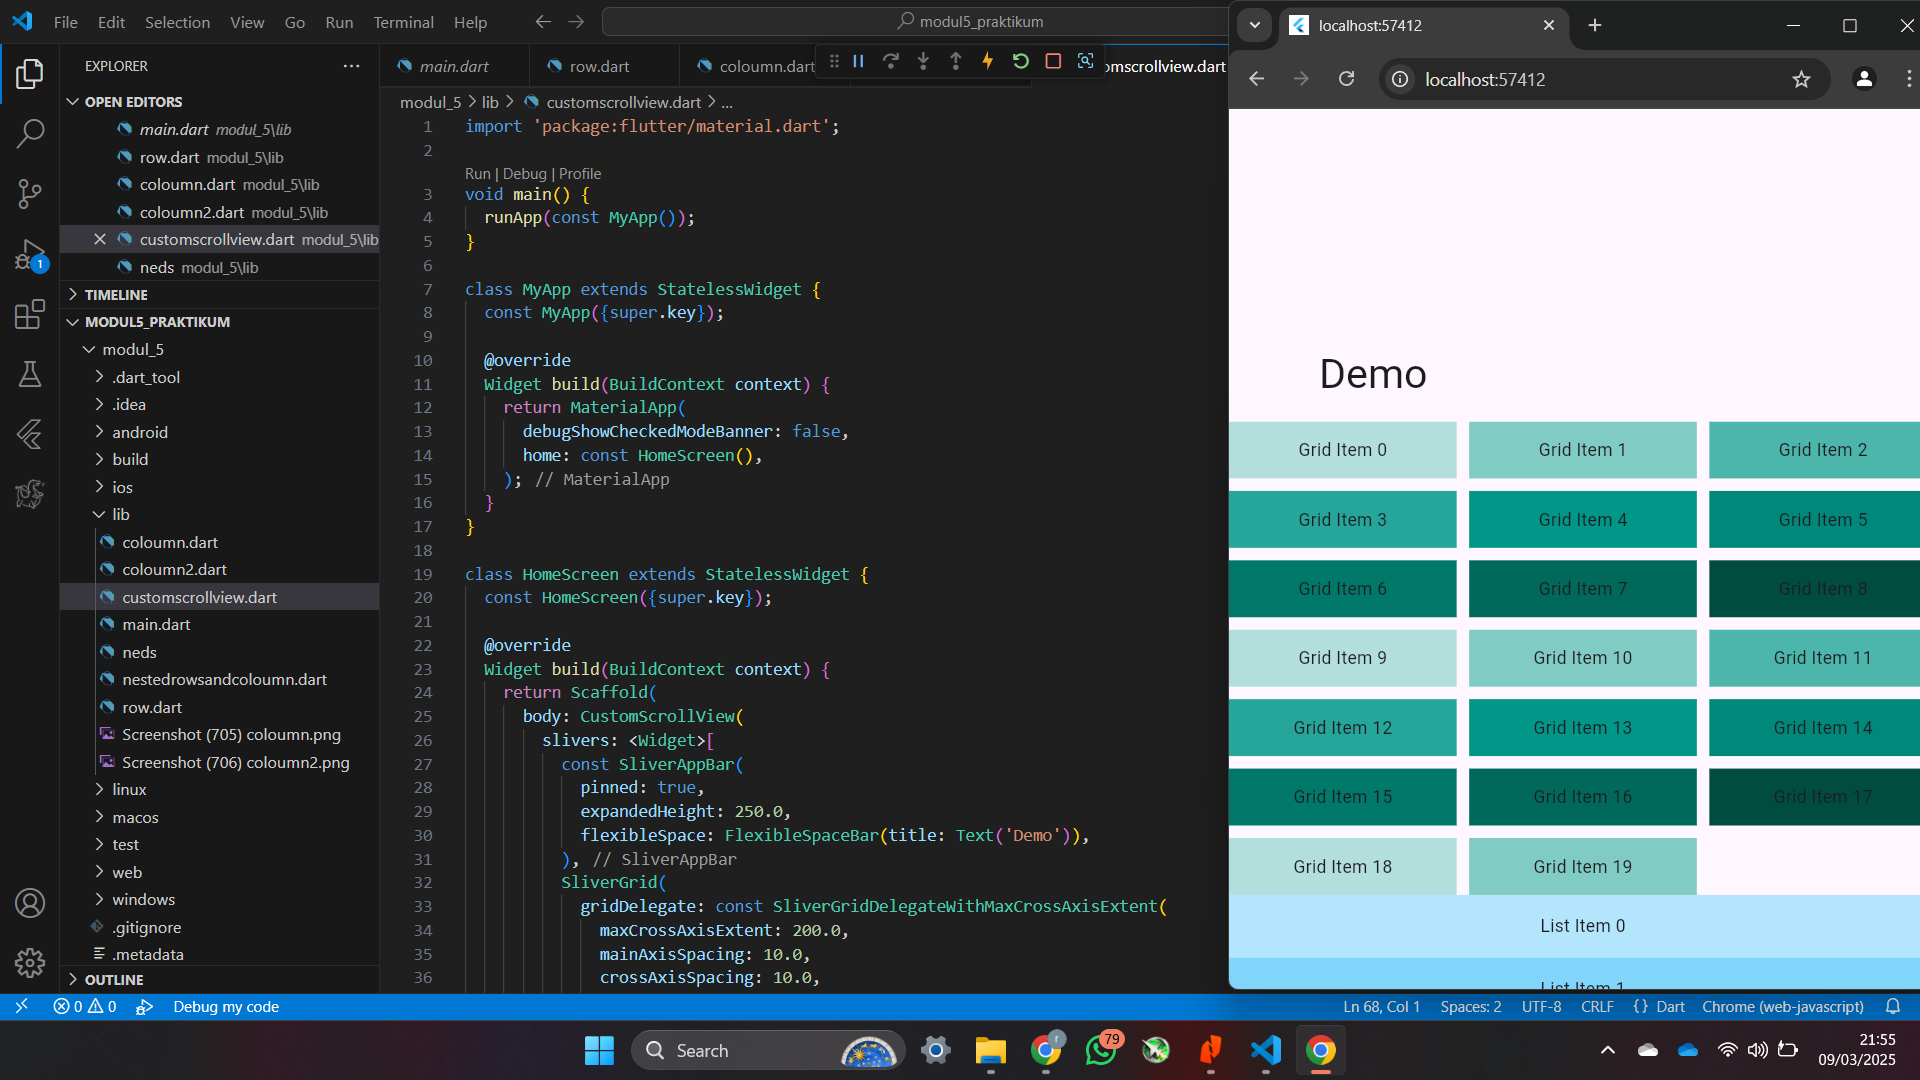 File Edit Selection View Go Run Terminal Help
modul5_praktikum
EXPLORER
OPEN EDITORS
main.dart modul_5\lib
row.dart modul_5\lib
coloumn.dart modul_5\lib
coloumn2.dart modul_5\lib
customscrollview.dart modul_5\lib
neds modul_5\lib
TIMELINE
MODUL5_PRAKTIKUM
modul_5
.dart_tool
.idea
android
build
ios
lib
coloumn.dart
coloumn2.dart
customscrollview.dart
main.dart
neds
nestedrowsandcoloumn.dart
row.dart
Screenshot (705) coloumn.png
Screenshot (706) coloumn2.png
linux
macos
test
web
windows
.gitignore
.metadata
OUTLINE
1
main.dart row.dart coloumn.dart omscrollview.dart
modul_5 > lib > customscrollview.dart > ...
1 import 'package:flutter/material.dart';
2
Run | Debug | Profile
3 void main() {
4 runApp(const MyApp());
5 }
6
7 class MyApp extends StatelessWidget {
8 const MyApp({super.key});
9
10 @override
11 Widget build(BuildContext context) {
12 return MaterialApp(
13 debugShowCheckedModeBanner: false,
14 home: const HomeScreen(),
15 ); // MaterialApp
16 }
17 }
18
19 class HomeScreen extends StatelessWidget {
20 const HomeScreen({super.key});
21
22 @override
23 Widget build(BuildContext context) {
24 return Scaffold(
25 body: CustomScrollView(
26 slivers: <Widget>[
27 const SliverAppBar(
28 pinned: true,
29 expandedHeight: 250.0,
30 flexibleSpace: FlexibleSpaceBar(title: Text('Demo')),
31 ), // SliverAppBar
32 SliverGrid(
33 gridDelegate: const SliverGridDelegateWithMaxCrossAxisExtent(
34 maxCrossAxisExtent: 200.0,
35 mainAxisSpacing: 10.0,
36 crossAxisSpacing: 10.0,
localhost:57412
localhost:57412
Demo
Grid Item 0 Grid Item 1 Grid Item 2
Grid Item 3 Grid Item 4 Grid Item 5
Grid Item 6 Grid Item 7 Grid Item 8
Grid Item 9 Grid Item 10 Grid Item 11
Grid Item 12 Grid Item 13 Grid Item 14
Grid Item 15 Grid Item 16 Grid Item 17
Grid Item 18 Grid Item 19
List Item 0
List Item 1
0 0 Debug my code
Ln 68, Col 1 Spaces: 2 UTF-8 CRLF {} Dart Chrome (web-javascript)
Search
r
79
21:55
09/03/2025